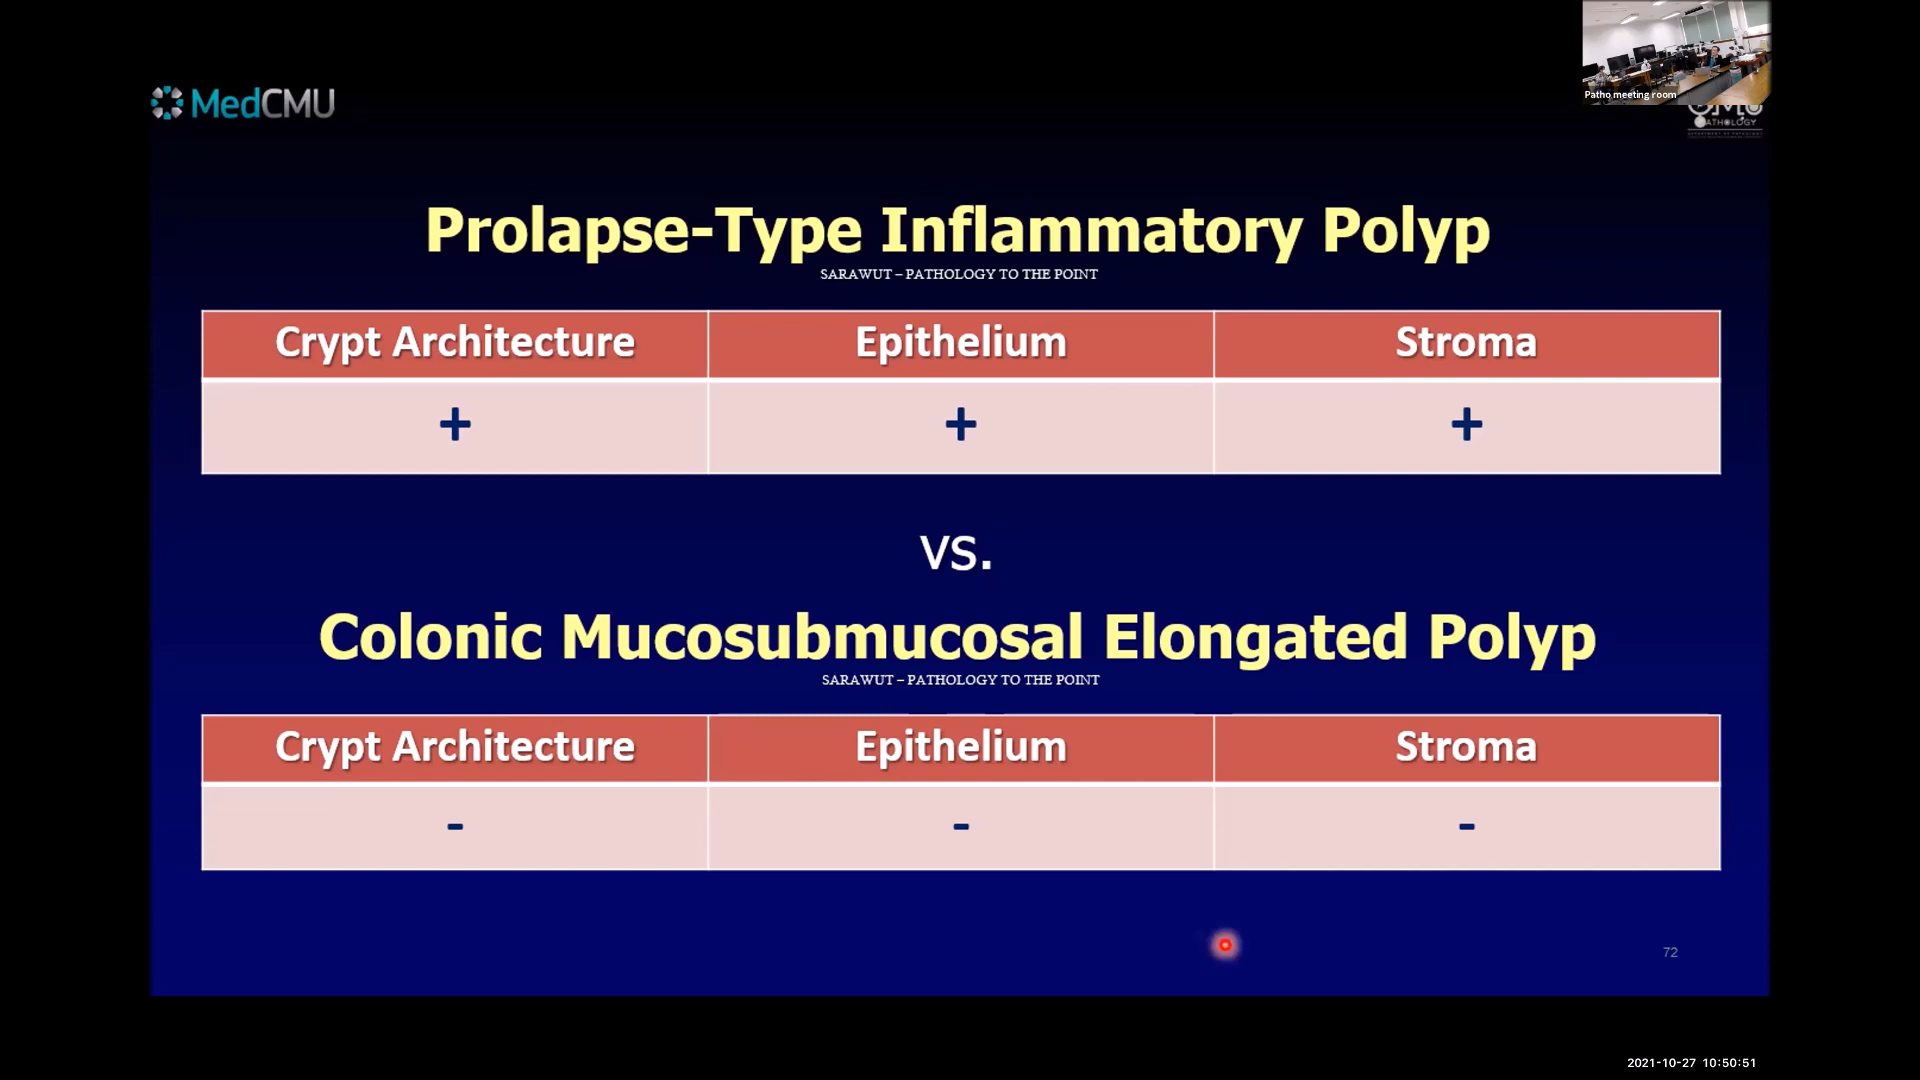 Patho meeting room
MedCMU
PATHOLOGY
Prolapse-Type Inflammatory Polyp
SARAWUT – PATHOLOGY TO THE POINT
Crypt Architecture Epithelium Stroma
+ + +
vs.
Colonic Mucosubmucosal Elongated Polyp
SARAWUT – PATHOLOGY TO THE POINT
Crypt Architecture Epithelium Stroma
- - -
72
2021-10-27 10:50:51